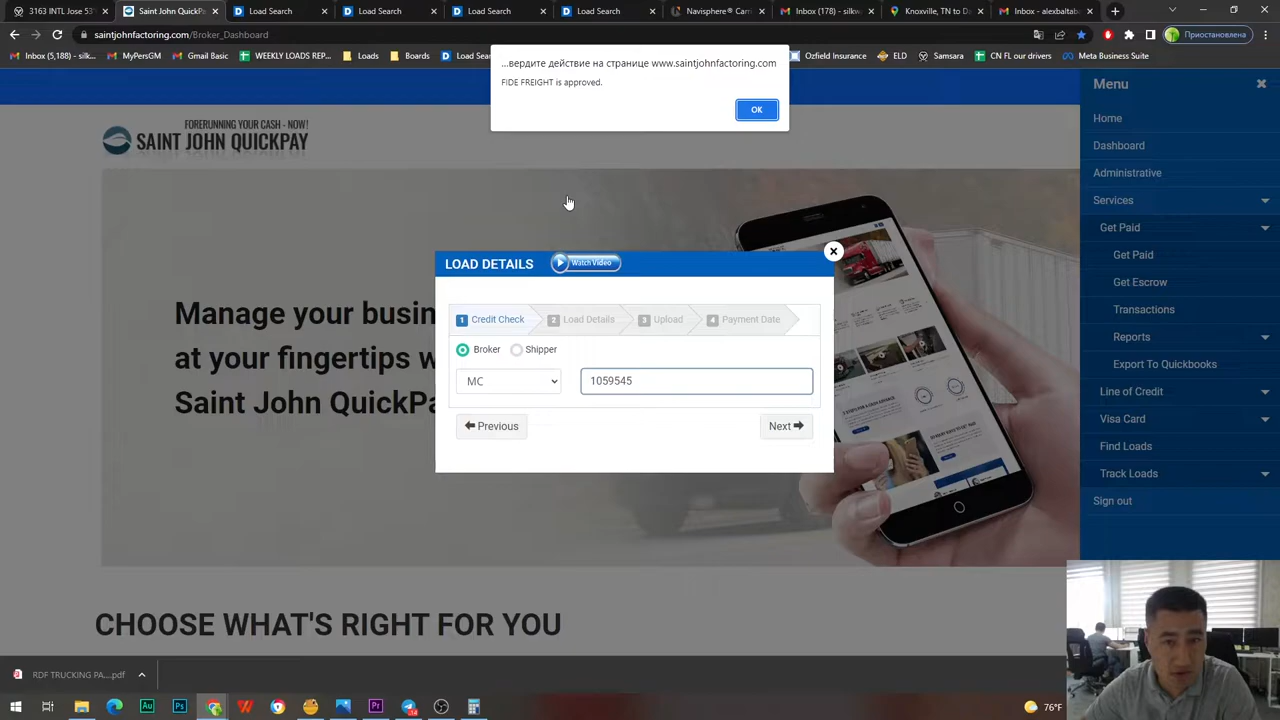 3163 INTL Jose 53'
Saint John QuickPa
Load Search
Load Search
Load Search
Load Search
Navisphere® Carri
Inbox (178) - silkw
Knoxville, TN to Da
Inbox - alexbaltaba
saintjohnfactoring.com/Broker_Dashboard
Приостановлена
Inbox (5,188) - silk...
MyPersGM
WEEKLY LOADS REP...
Load
Boards
Load Sear
Ozfield Insurance
ELD
Samsara
CN FL our drivers
Meta Business Suite
...вердите действие на странице www.saintjohnfactoring.com
FIDE FREIGHT is approved.
OK
Menu
Home
Dashboard
Administrative
Services
Get Paid
Get Paid
Get Escrow
Transactions
Reports
Export To Quickbooks
Line of Credit
Visa Card
Find Loads
Track Loads
Sign out
FORERUNNING YOUR CASH - NOW!
SAINT JOHN QUICKPAY
Manage your busin
at your fingertips w
Saint John QuickPa
LOAD DETAILS
Watch Video
1 Credit Check
2 Load Details
3 Upload
4 Payment Date
Broker
Shipper
MC
1059545
Previous
Next
CHOOSE WHAT'S RIGHT FOR YOU
RDF TRUCKING PA....pdf
76°F